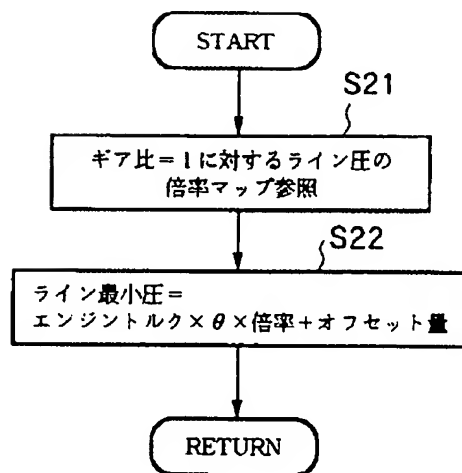 START
S21
ギア比=1に対するライン圧の
倍率マップ参照
S22
ライン最小圧=
エンジントルク×θ×倍率+オフセット量
RETURN